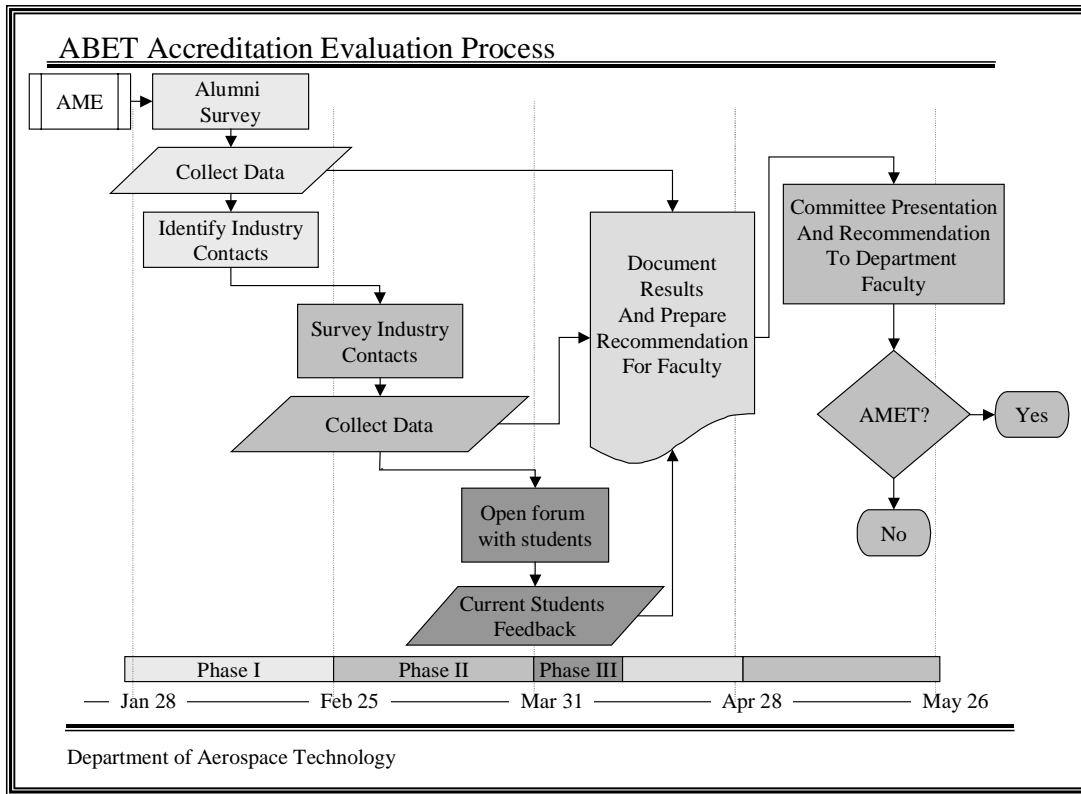 ABET Accreditation Evaluation Process
AME
Alumni
Survey
Collect Data
Identify Industry
Contacts
Survey Industry
Contacts
Collect Data
Open forum
with students
Current Students
Feedback
Document
Results
And Prepare
Recommendation
For Faculty
Committee Presentation
And Recommendation
To Department
Faculty
AMET?
Yes
No
Phase I
Phase II
Phase III
Jan 28
Feb 25
Mar 31
Apr 28
May 26
Department of Aerospace Technology